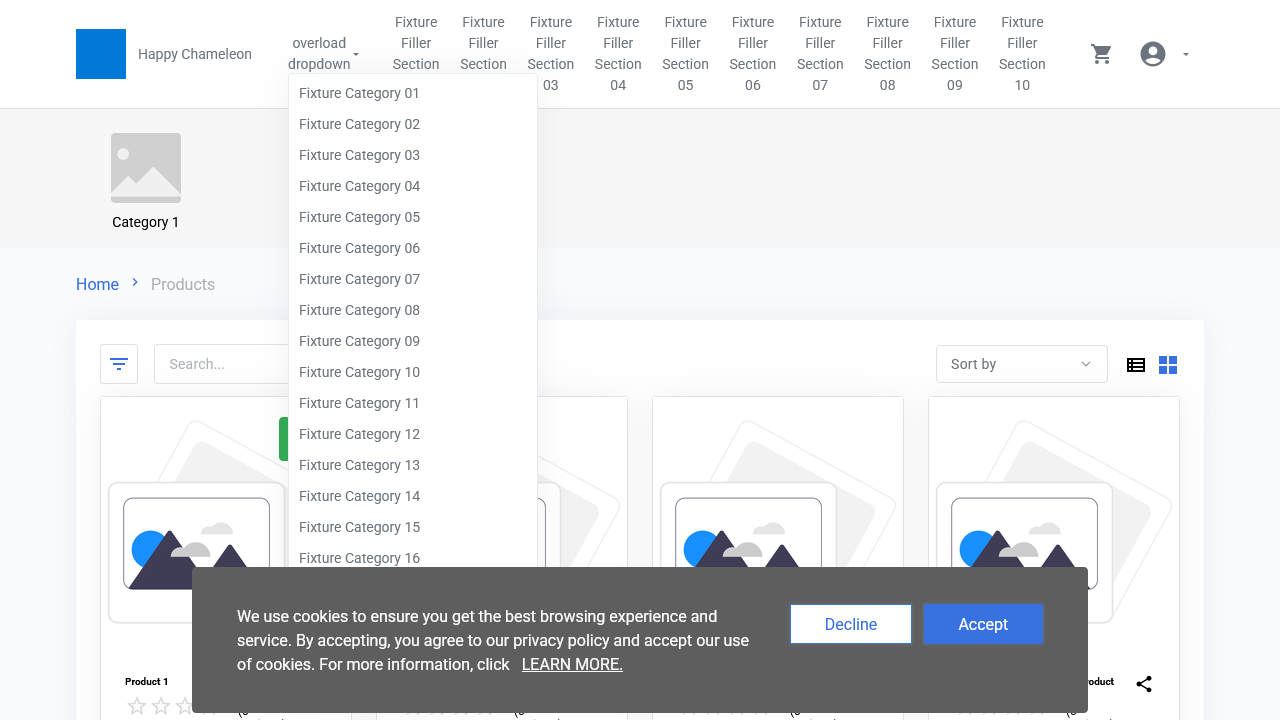 Happy Chameleon
overload
dropdown
Fixture
Filler
Section
Fixture
Filler
Section
Fixture
Filler
Section
03
Fixture
Filler
Section
04
Fixture
Filler
Section
05
Fixture
Filler
Section
06
Fixture
Filler
Section
07
Fixture
Filler
Section
08
Fixture
Filler
Section
09
Fixture
Filler
Section
10
Fixture Category 01
Fixture Category 02
Fixture Category 03
Fixture Category 04
Fixture Category 05
Fixture Category 06
Fixture Category 07
Fixture Category 08
Fixture Category 09
Fixture Category 10
Fixture Category 11
Fixture Category 12
Fixture Category 13
Fixture Category 14
Fixture Category 15
Fixture Category 16
Category 1
Home
Products
Search...
Sort by
We use cookies to ensure you get the best browsing experience and
service. By accepting, you agree to our privacy policy and accept our use
of cookies. For more information, click LEARN MORE.
Decline
Accept
Product 1